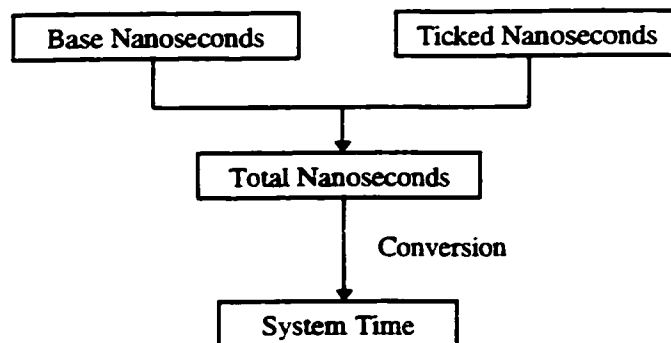 Base Nanoseconds
Ticked Nanoseconds
Total Nanoseconds
Conversion
System Time